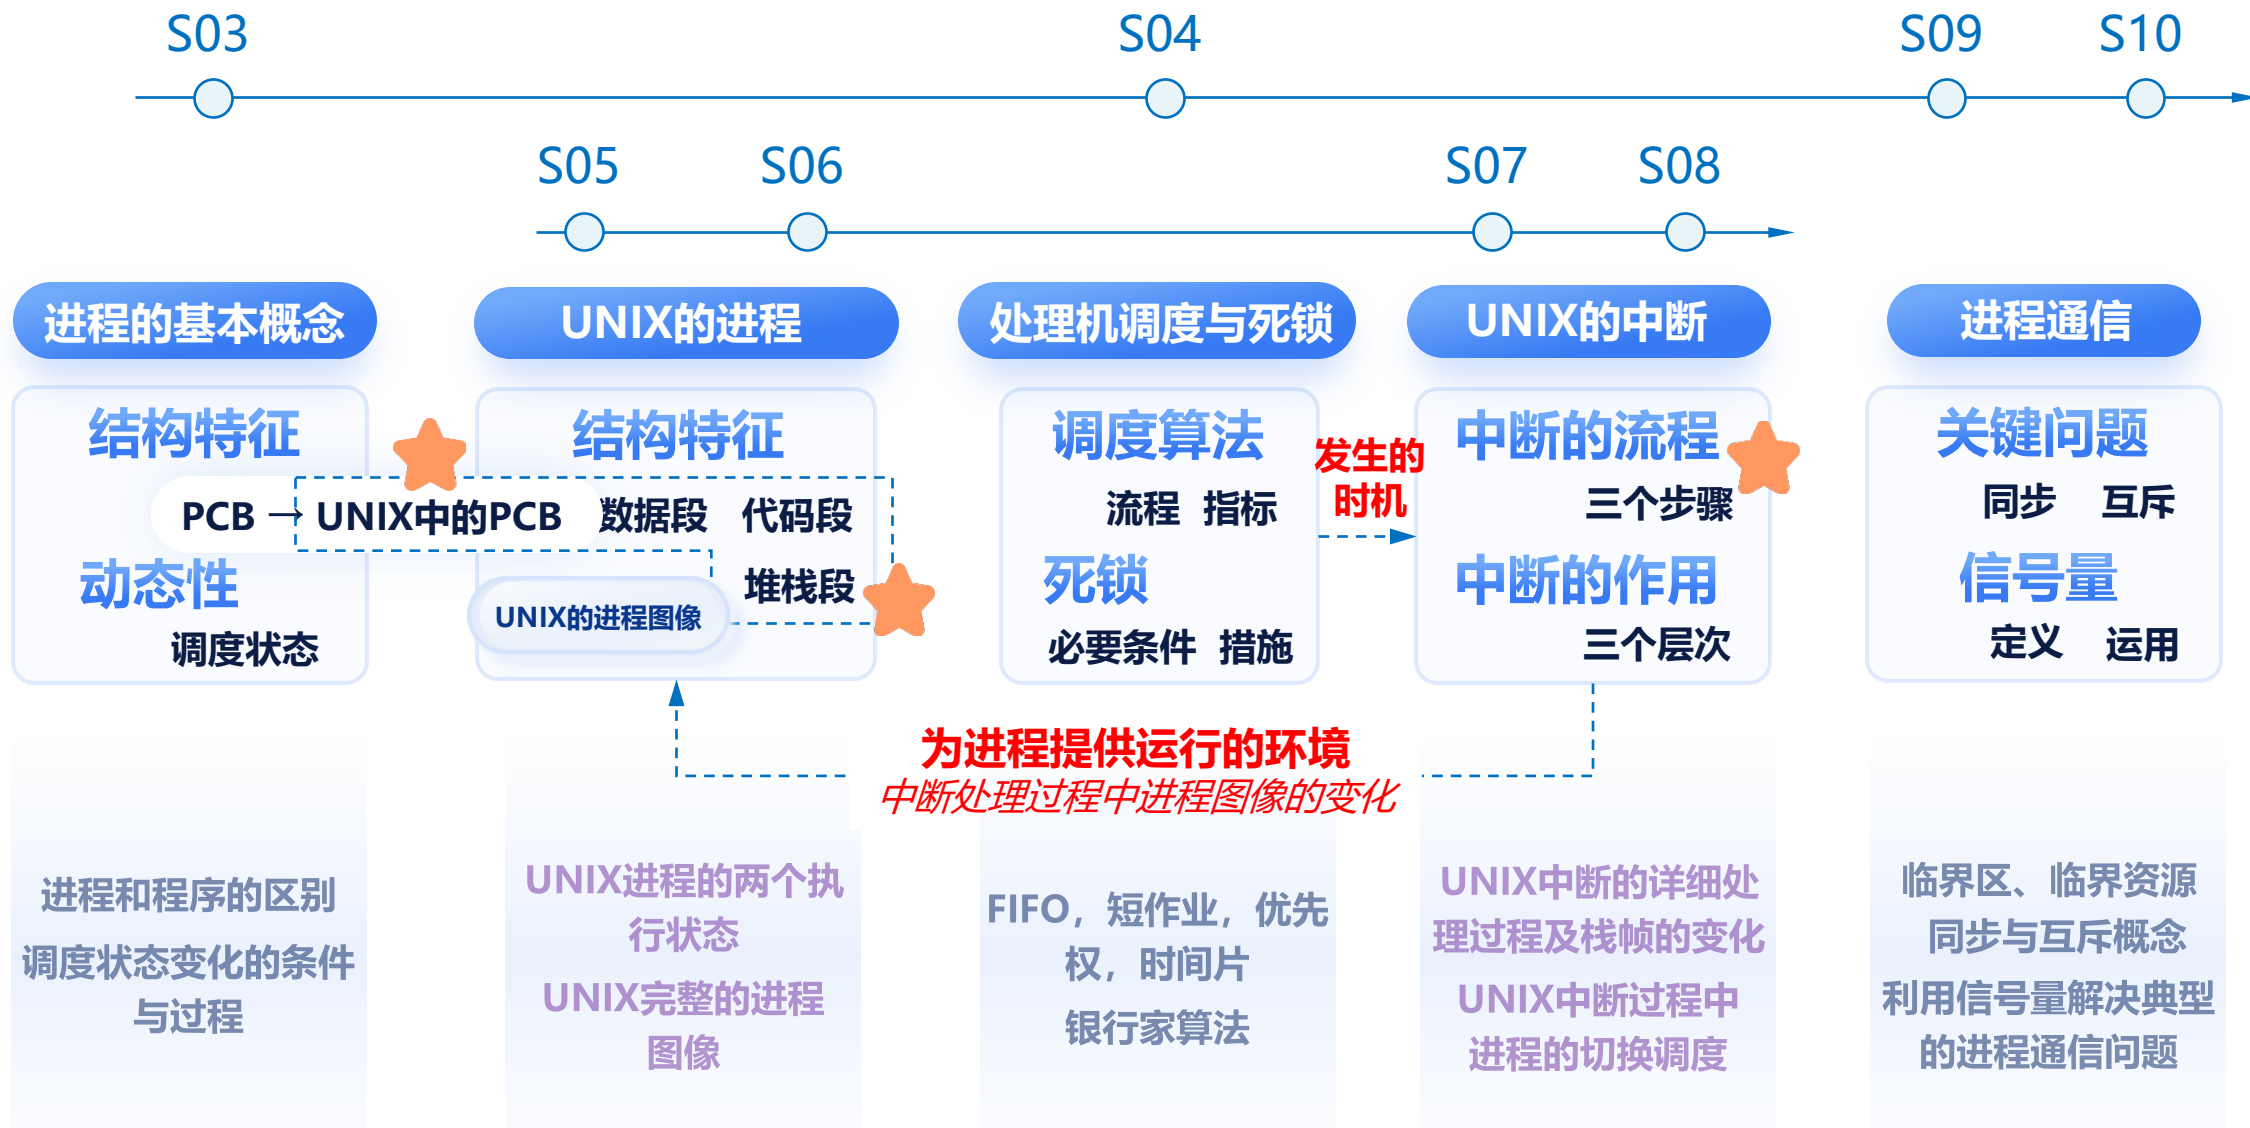 S03
S04
S09
S10
S05
S06
S07
S08
进程的基本概念
结构特征
PCB → UNIX中的PCB
动态性
调度状态
进程和程序的区别
调度状态变化的条件
与过程
UNIX的进程
结构特征
数据段 代码段
堆栈段
UNIX的进程图像
UNIX进程的两个执
行状态
UNIX完整的进程
图像
处理机调度与死锁
调度算法
流程 指标
死锁
必要条件 措施
发生的
时机
为进程提供运行的环境
中断处理过程中进程图像的变化
FIFO，短作业，优先
权，时间片
银行家算法
UNIX的中断
中断的流程
三个步骤
中断的作用
三个层次
UNIX中断的详细处
理过程及栈帧的变化
UNIX中断过程中
进程的切换调度
进程通信
关键问题
同步 互斥
信号量
定义 运用
临界区、临界资源
同步与互斥概念
利用信号量解决典型
的进程通信问题